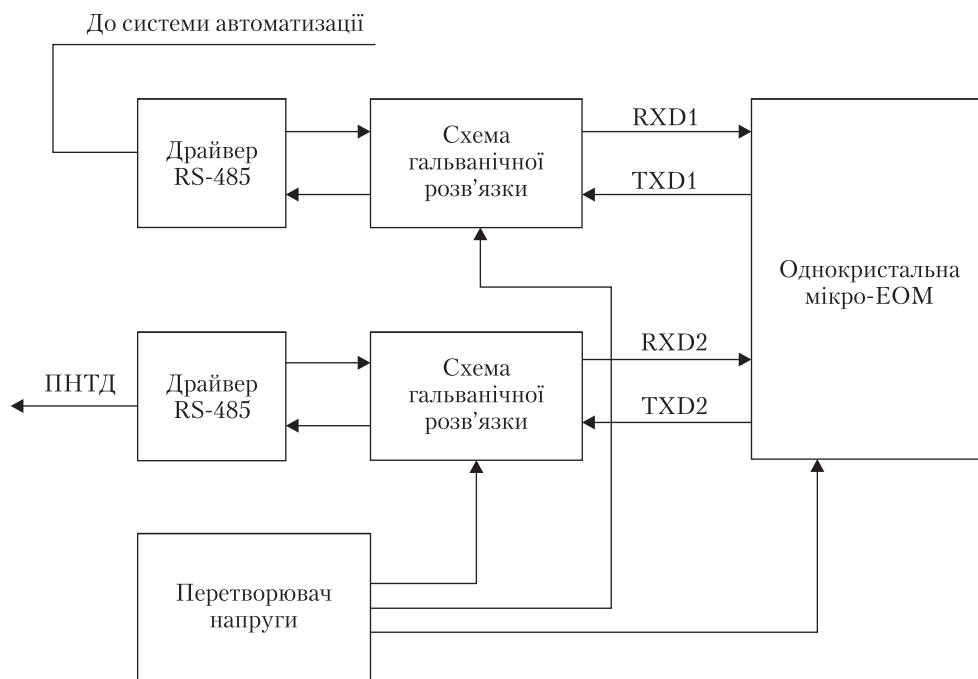 До системи автоматизації
Драйвер
RS-485
Схема
гальванічної
розв’язки
RXD1
TXD1
Однокристальна
мікро-ЕОМ
ПНТД
Драйвер
RS-485
Схема
гальванічної
розв’язки
RXD2
TXD2
Перетворювач
напруги